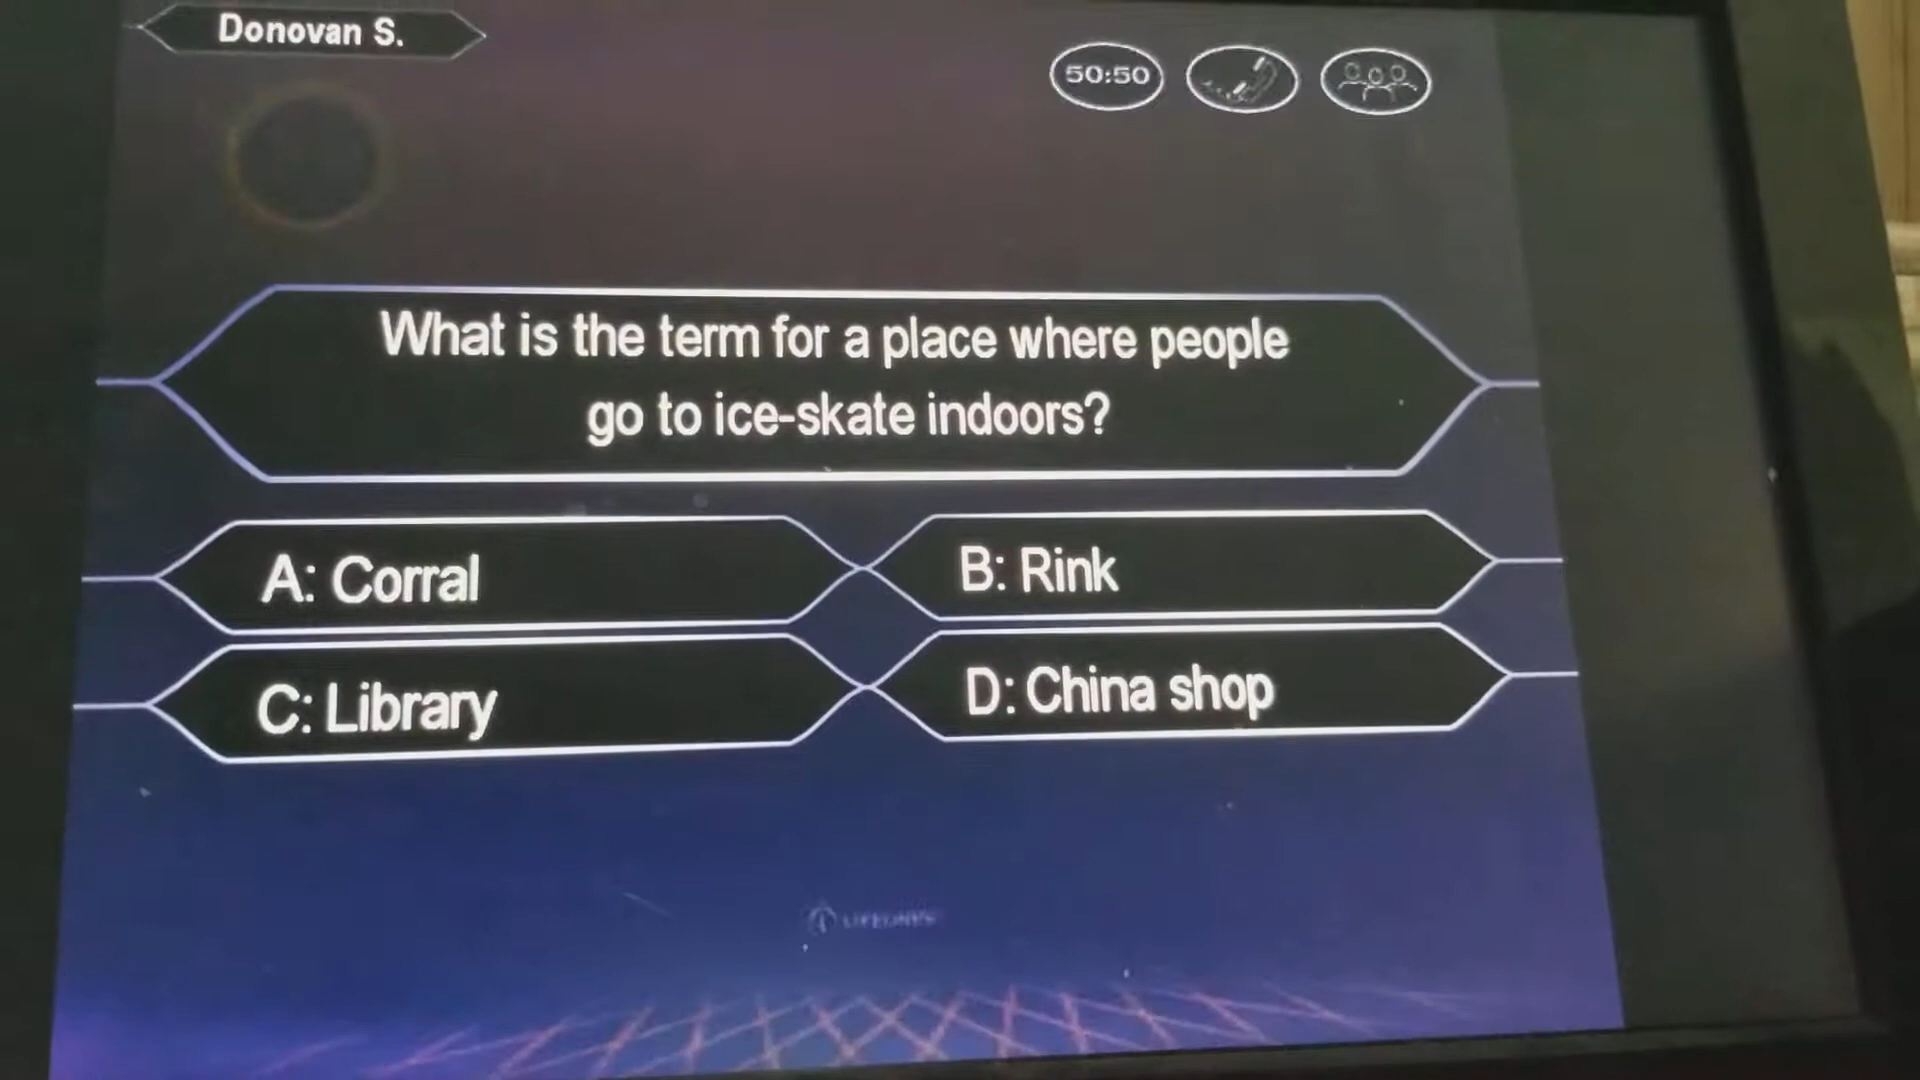 Donovan S.
50:50
What is the term for a place where people
go to ice-skate indoors?
A: Corral
B: Rink
C: Library
D: China shop